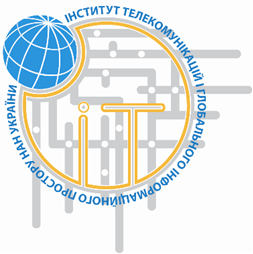 ІНСТИТУТ ТЕЛЕКОМУНІКАЦІЙ І ГЛОБАЛЬНОГО ІНФОРМАЦІЙНОГО ПРОСТОРУ НАН УКРАЇНИ
іТ